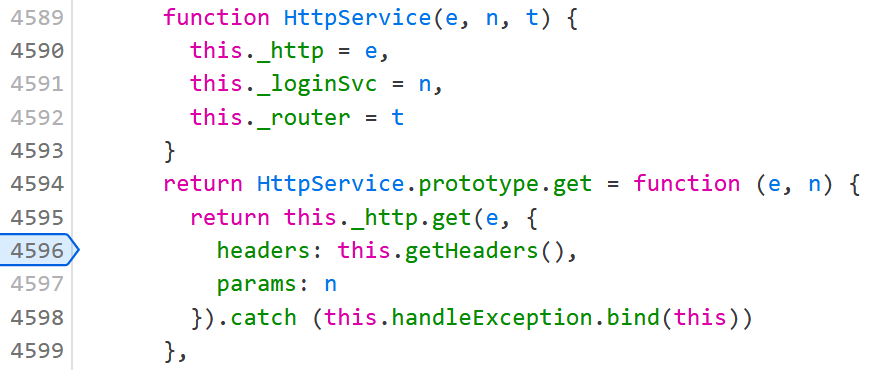 4589 function HttpService(e, n, t) {
4590 this._http = e,
4591 this._loginSvc = n,
4592 this._router = t
4593 }
4594 return HttpService.prototype.get = function (e, n) {
4595 return this._http.get(e, {
4596 headers: this.getHeaders(),
4597 params: n
4598 }).catch (this.handleException.bind(this))
4599 },